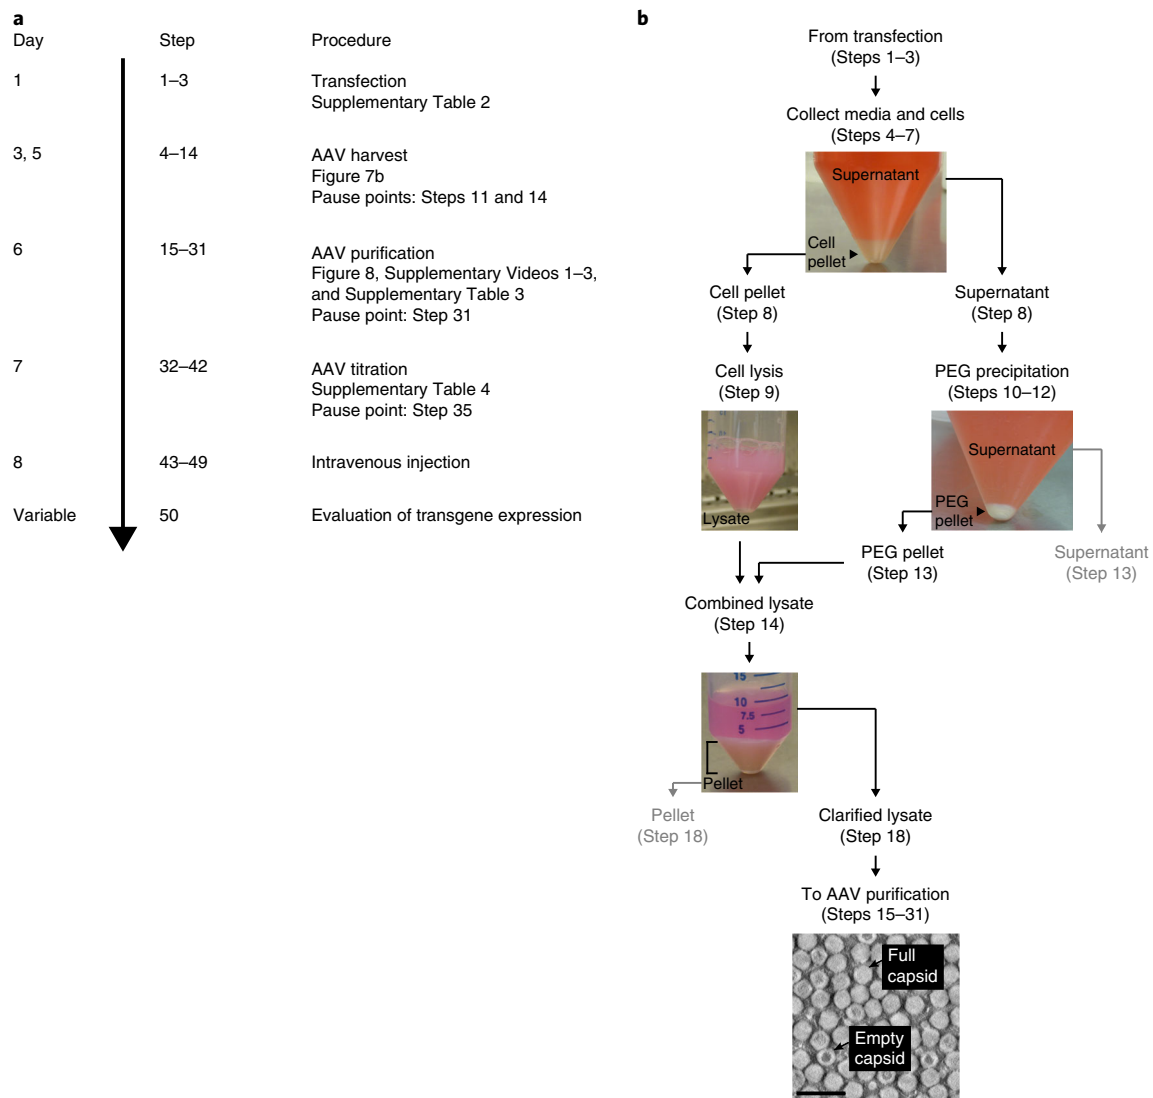 a
Day Step Procedure
1 1–3 Transfection
Supplementary Table 2
3, 5 4–14 AAV harvest
Figure 7b
Pause points: Steps 11 and 14
6 15–31 AAV purification
Figure 8, Supplementary Videos 1–3,
and Supplementary Table 3
Pause point: Step 31
7 32–42 AAV titration
Supplementary Table 4
Pause point: Step 35
8 43–49 Intravenous injection
Variable 50 Evaluation of transgene expression
b
From transfection
(Steps 1–3)
Collect media and cells
(Steps 4–7)
Supernatant
Cell
pellet
Cell pellet
(Step 8)
Supernatant
(Step 8)
Cell lysis
(Step 9)
PEG precipitation
(Steps 10–12)
Lysate
Supernatant
PEG
pellet
PEG pellet
(Step 13)
Supernatant
(Step 13)
Combined lysate
(Step 14)
15
10
7.5
5
Pellet
Pellet
(Step 18)
Clarified lysate
(Step 18)
To AAV purification
(Steps 15–31)
Full
capsid
Empty
capsid